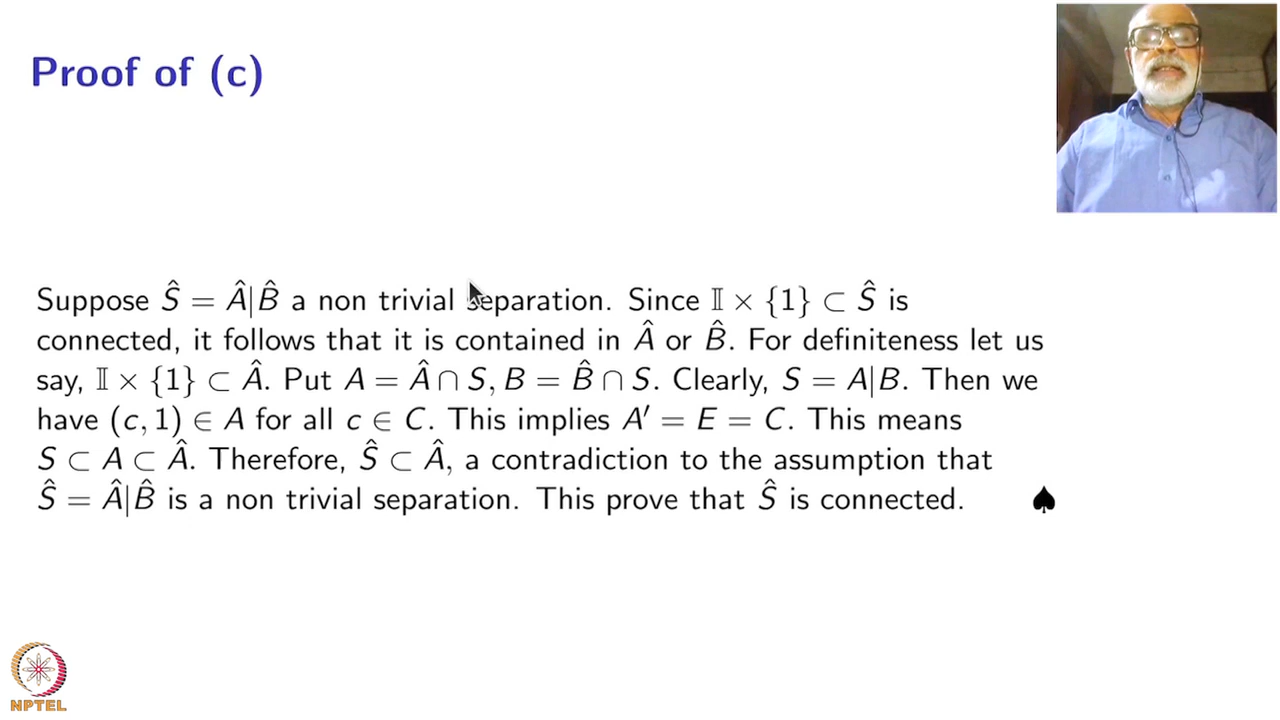 Proof of (c)
Suppose Ŝ = Â|B̂ a non trivial separation. Since 𝕀 × {1} ⊂ Ŝ is
connected, it follows that it is contained in Â or B̂. For definiteness let us
say, 𝕀 × {1} ⊂ Â. Put A = Â ∩ S, B = B̂ ∩ S. Clearly, S = A|B. Then we
have (c, 1) ∈ A for all c ∈ C. This implies A′ = E = C. This means
S ⊂ A ⊂ Â. Therefore, Ŝ ⊂ Â, a contradiction to the assumption that
Ŝ = Â|B̂ is a non trivial separation. This prove that Ŝ is connected. ♠
NPTEL